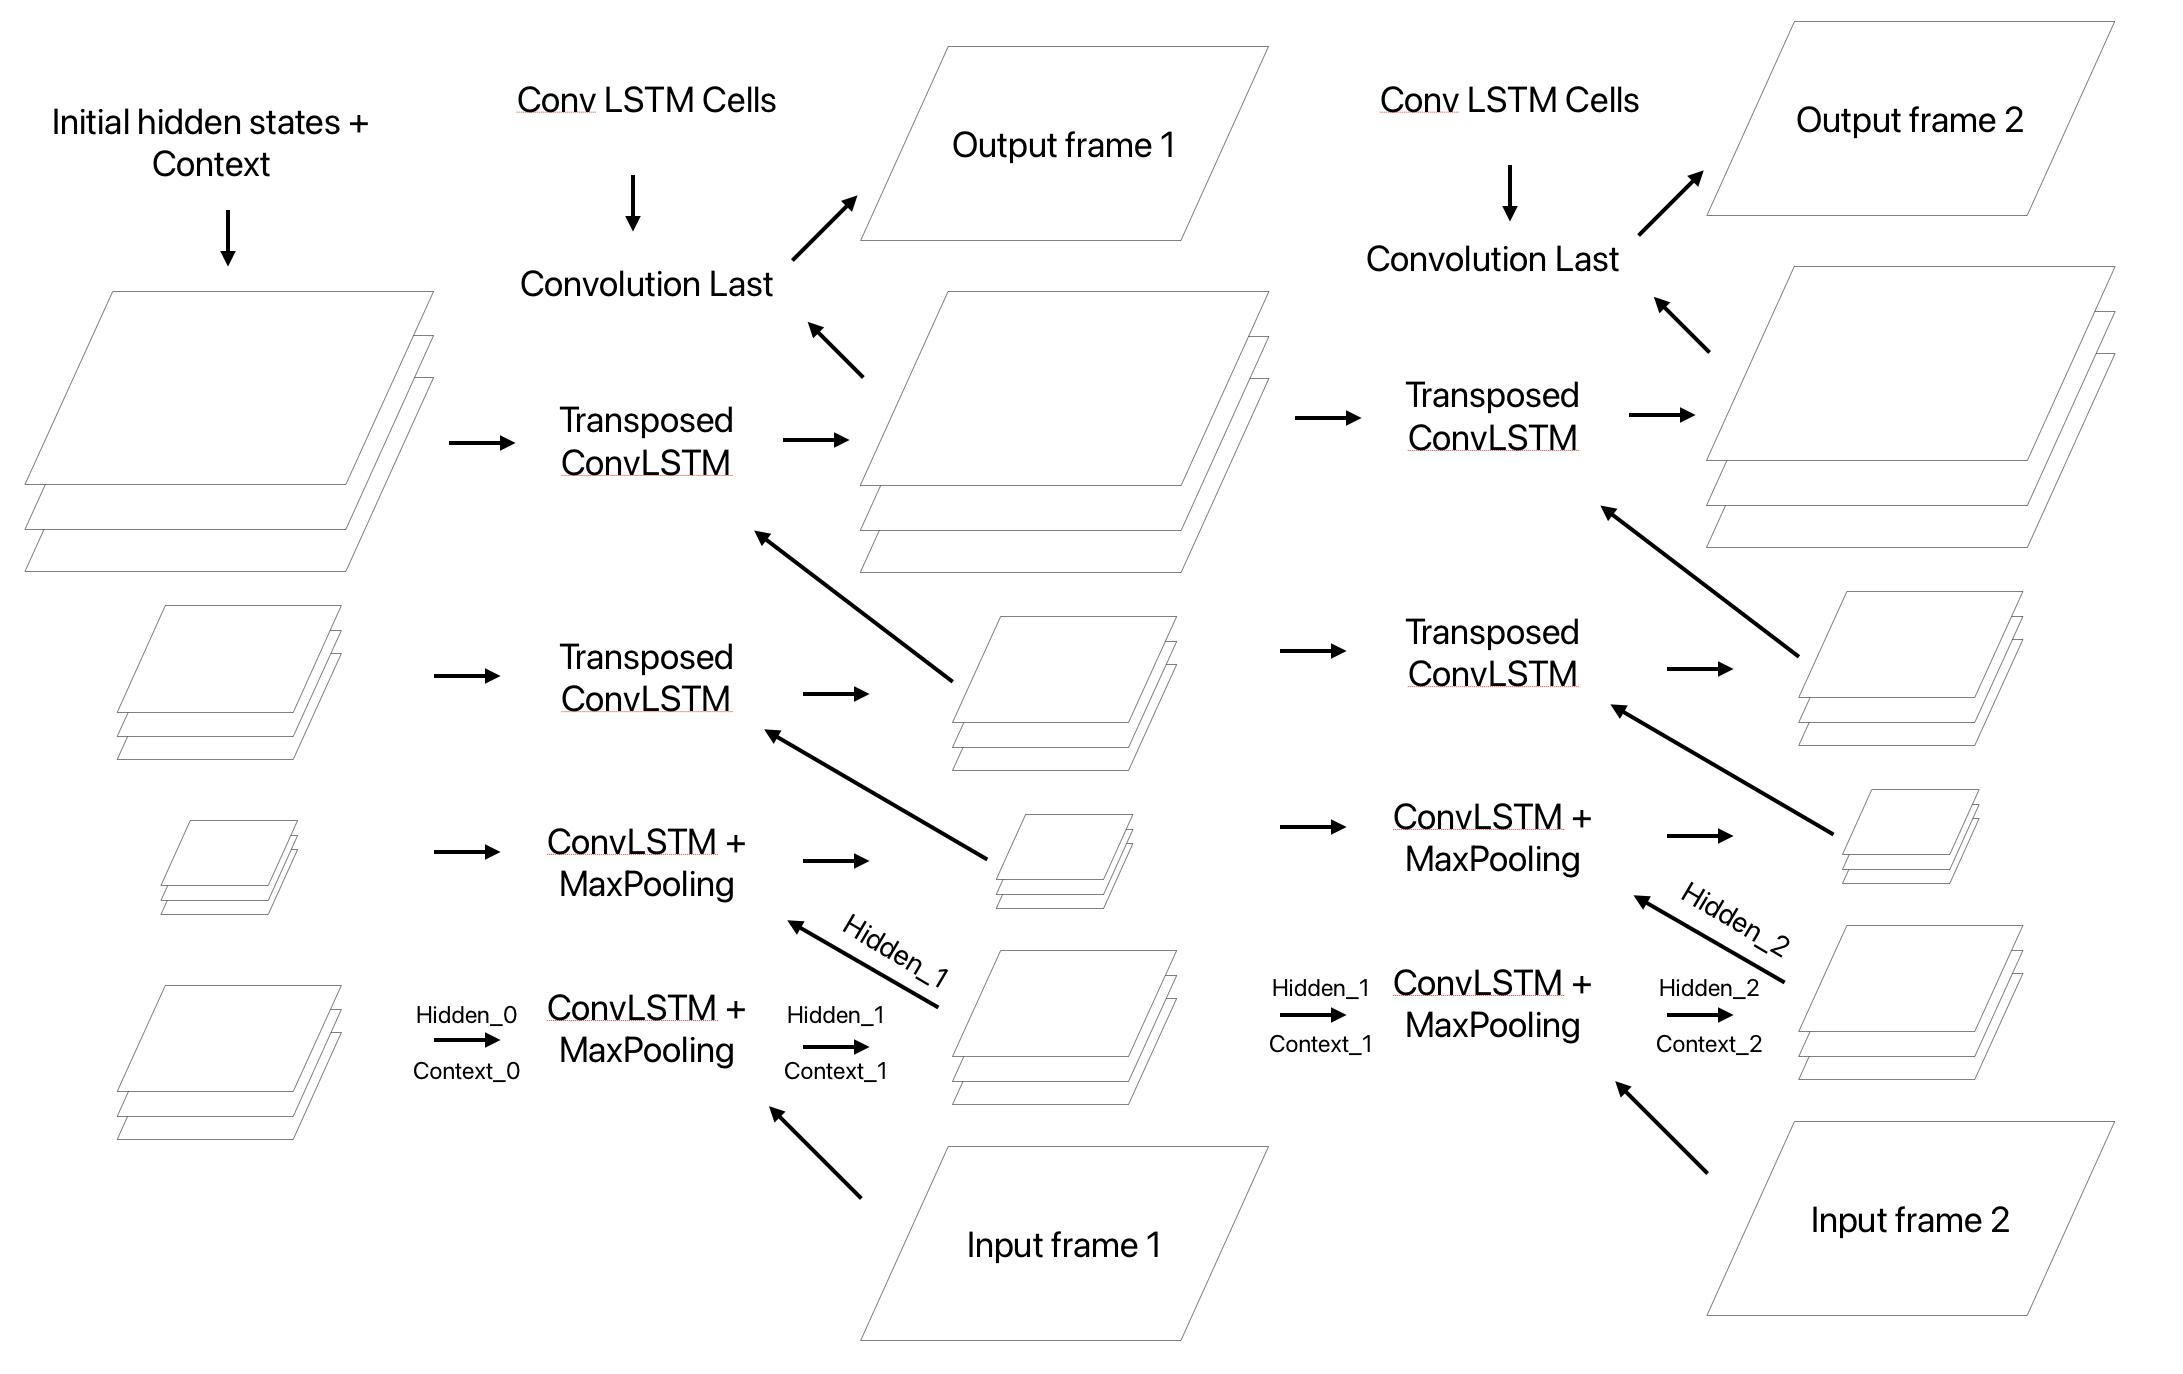 Initial hidden states +
Context
Conv LSTM Cells
Convolution Last
Transposed
ConvLSTM
Transposed
ConvLSTM
ConvLSTM +
MaxPooling
Hidden_0
Context_0
ConvLSTM +
MaxPooling
Hidden_1
Context_1
Hidden_1
Output frame 1
Input frame 1
Conv LSTM Cells
Convolution Last
Transposed
ConvLSTM
Transposed
ConvLSTM
ConvLSTM +
MaxPooling
Hidden_1
Context_1
ConvLSTM +
MaxPooling
Hidden_2
Context_2
Hidden_2
Output frame 2
Input frame 2